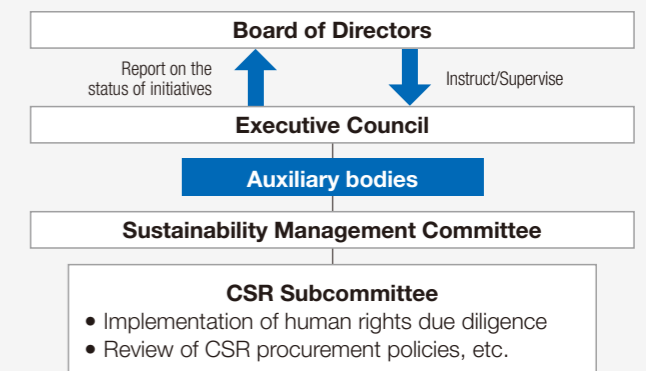 Board of Directors
Report on the
status of initiatives
Instruct/Supervise
Executive Council
Auxiliary bodies
Sustainability Management Committee
CSR Subcommittee
• Implementation of human rights due diligence
• Review of CSR procurement policies, etc.